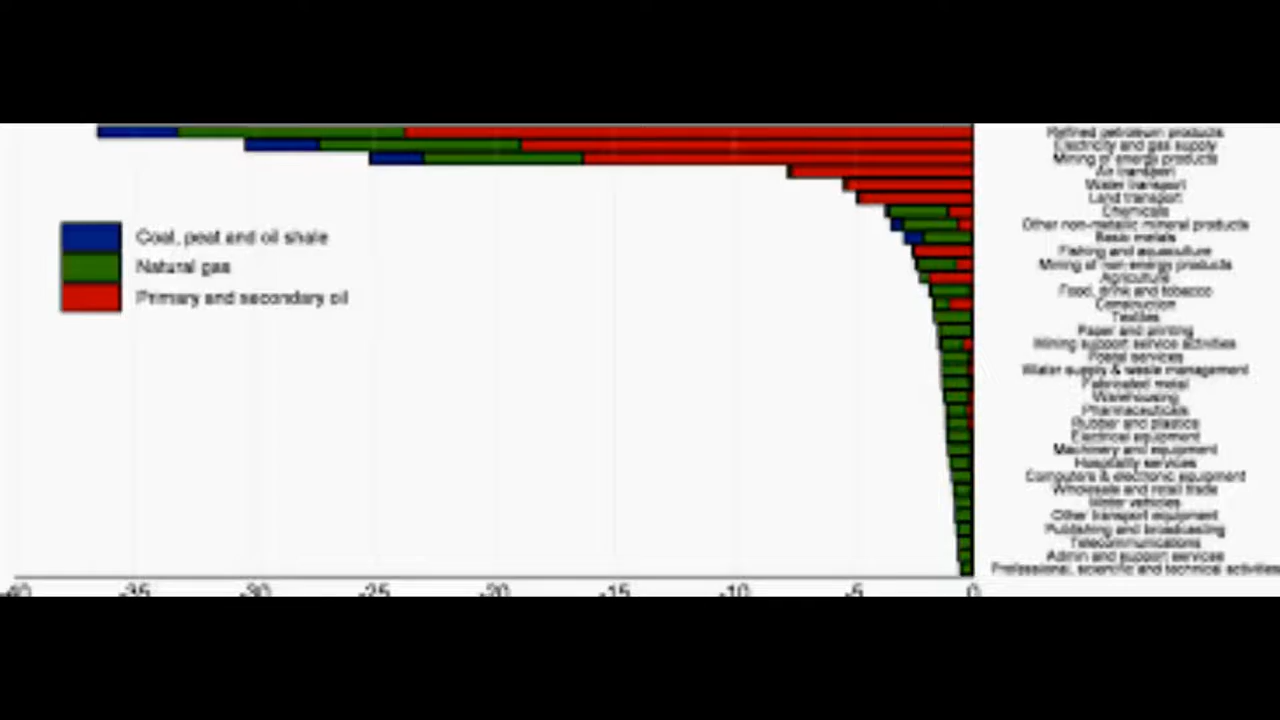 Refined petroleum products
Electricity and gas supply
Mining of energy products
Air transport
Water transport
Land transport
Chemicals
Other non-metallic mineral products
Basic metals
Fishing and aquaculture
Mining of non-energy products
Agriculture
Food, drink and tobacco
Construction
Textiles
Paper and printing
Mining support service activities
Postal services
Water supply & waste management
Fabricated metal
Warehousing
Pharmaceuticals
Rubber and plastics
Electrical equipment
Machinery and equipment
Hospitality services
Computers & electronic equipment
Wholesale and retail trade
Motor vehicles
Other transport equipment
Publishing and broadcasting
Telecommunications
Admin and support services
Professional, scientific and technical activities
Coal, peat and oil shale
Natural gas
Primary and secondary oil
-40 -35 -30 -25 -20 -15 -10 -5 0